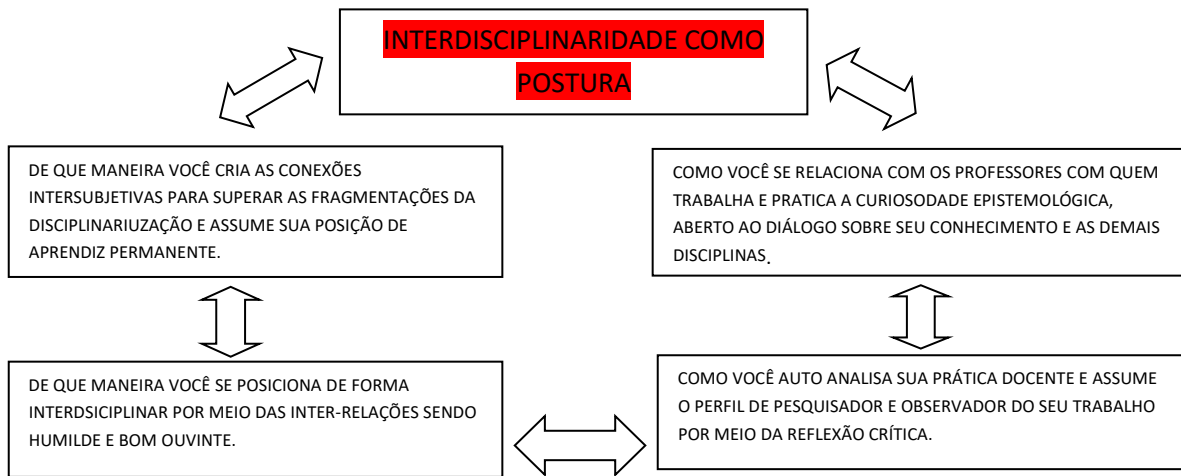 INTERDISCIPLINARIDADE COMO
POSTURA
DE QUE MANEIRA VOCÊ CRIA AS CONEXÕES
INTERSUBJETIVAS PARA SUPERAR AS FRAGMENTAÇÕES DA
DISCIPLINARIUZAÇÃO E ASSUME SUA POSIÇÃO DE
APRENDIZ PERMANENTE.
COMO VOCÊ SE RELACIONA COM OS PROFESSORES COM QUEM
TRABALHA E PRATICA A CURIOSODADE EPISTEMOLÓGICA,
ABERTO AO DIÁLOGO SOBRE SEU CONHECIMENTO E AS DEMAIS
DISCIPLINAS.
DE QUE MANEIRA VOCÊ SE POSICIONA DE FORMA
INTERDSICIPLINAR POR MEIO DAS INTER-RELAÇÕES SENDO
HUMILDE E BOM OUVINTE.
COMO VOCÊ AUTO ANALISA SUA PRÁTICA DOCENTE E ASSUME
O PERFIL DE PESQUISADOR E OBSERVADOR DO SEU TRABALHO
POR MEIO DA REFLEXÃO CRÍTICA.